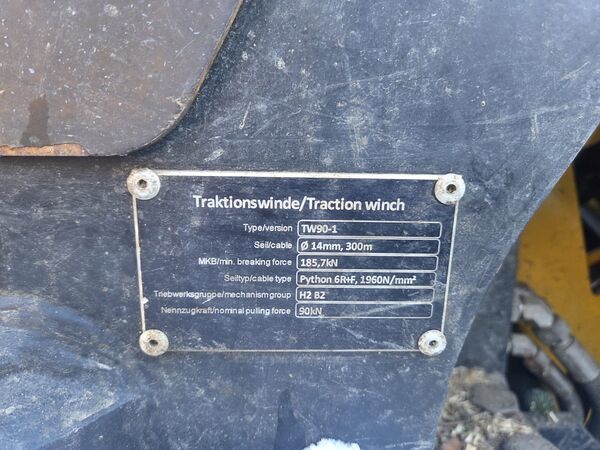 Traktionswinde/Traction winch
Type/version TW90-1
Seil/cable Ø 14mm, 300m
MKB/min. breaking force 185,7kN
Seiltyp/cable type Python 6R+F, 1960N/mm²
Triebwerksgruppe/mechanism group H2 B2
Nennzugkraft/nominal pulling force 90kN